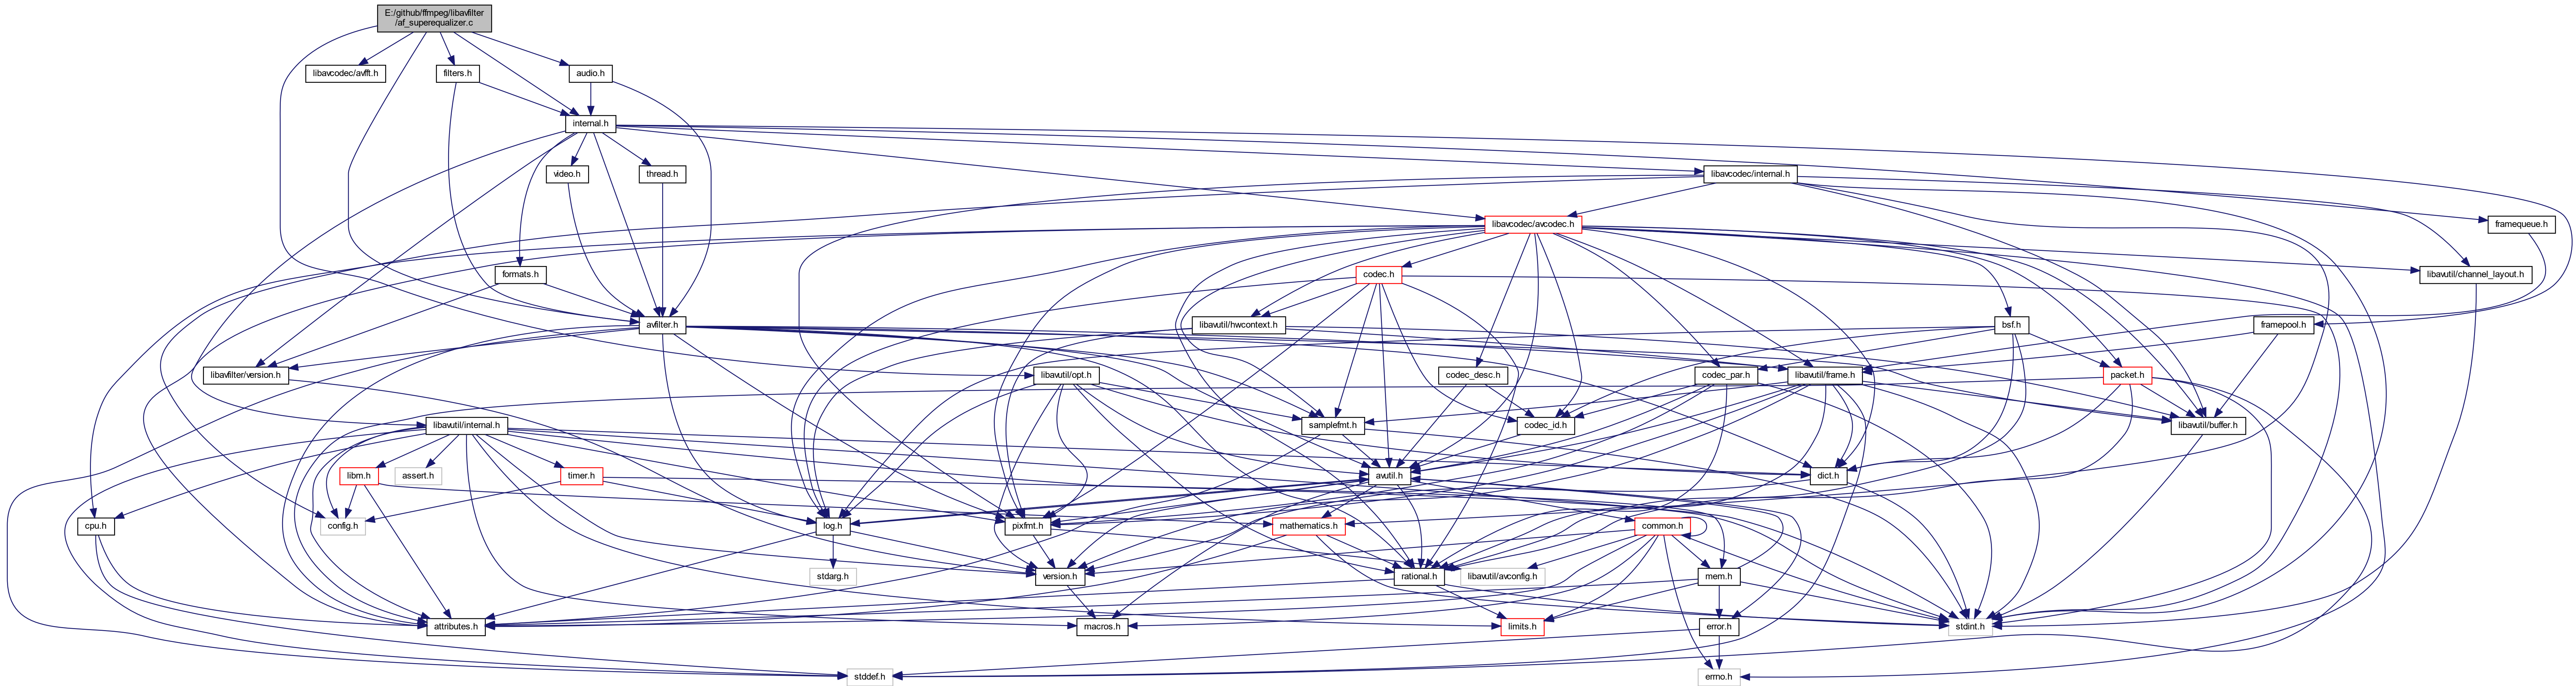 E:/github/ffmpeg/libavfilter
/af_superequalizer.c
libavcodec/avfft.h
filters.h
audio.h
internal.h
video.h
thread.h
libavcodec/internal.h
libavcodec/avcodec.h
framequeue.h
formats.h
codec.h
libavutil/channel_layout.h
avfilter.h
libavutil/hwcontext.h
bsf.h
framepool.h
libavfilter/version.h
libavutil/opt.h
codec_desc.h
codec_par.h
libavutil/frame.h
packet.h
libavutil/internal.h
samplefmt.h
codec_id.h
libavutil/buffer.h
libm.h
assert.h
timer.h
avutil.h
dict.h
cpu.h
config.h
log.h
pixfmt.h
mathematics.h
common.h
stdarg.h
version.h
rational.h
libavutil/avconfig.h
mem.h
attributes.h
macros.h
limits.h
error.h
stdint.h
stddef.h
errno.h